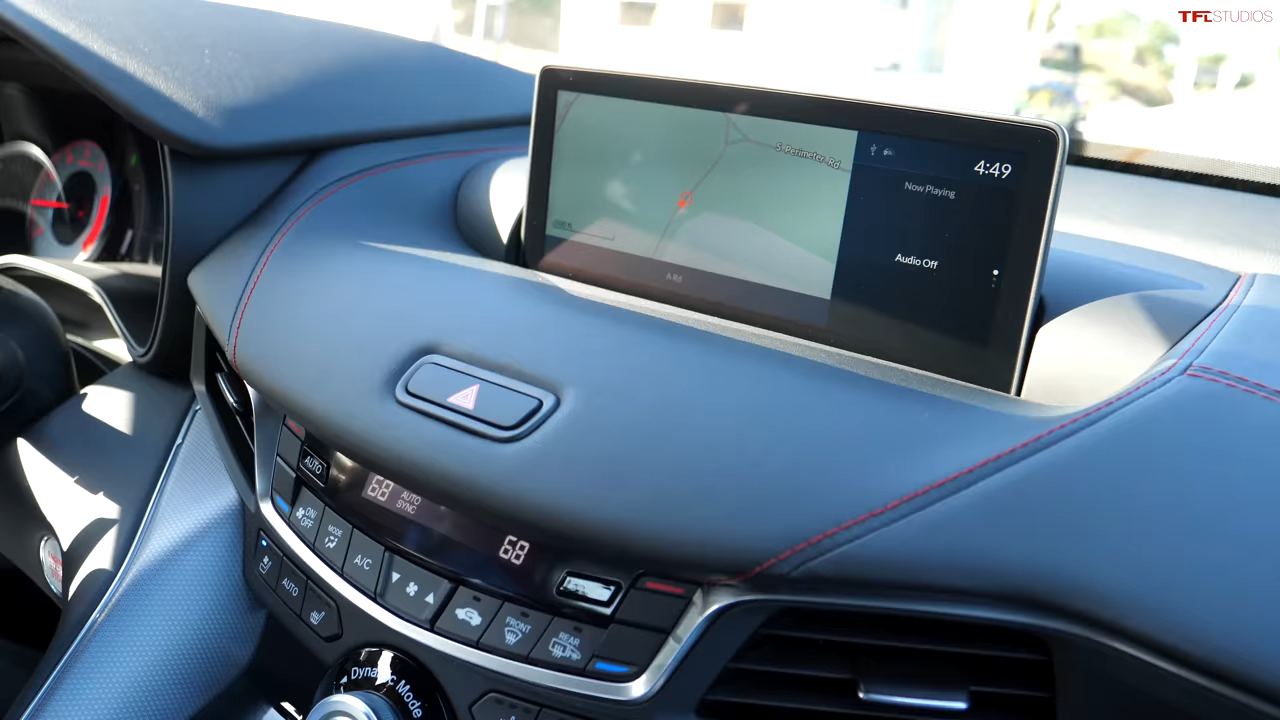 TFLSTUDIOS
S. Perimeter Rd
4:49
Now Playing
Audio Off
A Rd
AUTO
68 AUTO
SYNC
68
ON/
OFF
MODE
A/C
FRONT
REAR
AUTO
Dynamic Mode